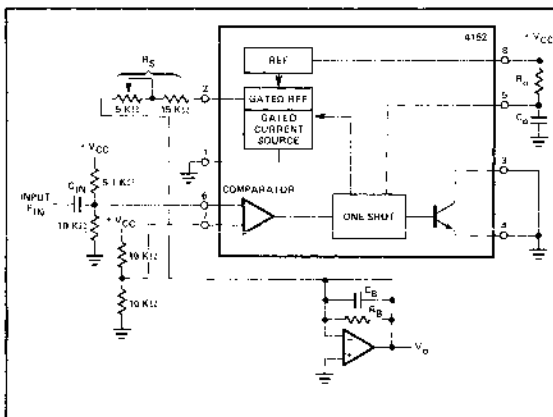 4152
+ VCC
RS
REF
8
Ro
2
5
5 KΩ
15 KΩ
GATED REF
Co
GATED
CURRENT
SOURCE
+ VCC
1
3
5.1 KΩ
COMPARATOR
INPUT
FIN
CIN
6
ONE SHOT
+ VCC
7
10 KΩ
4
10 KΩ
CB
10 KΩ
RB
−
+
Vo